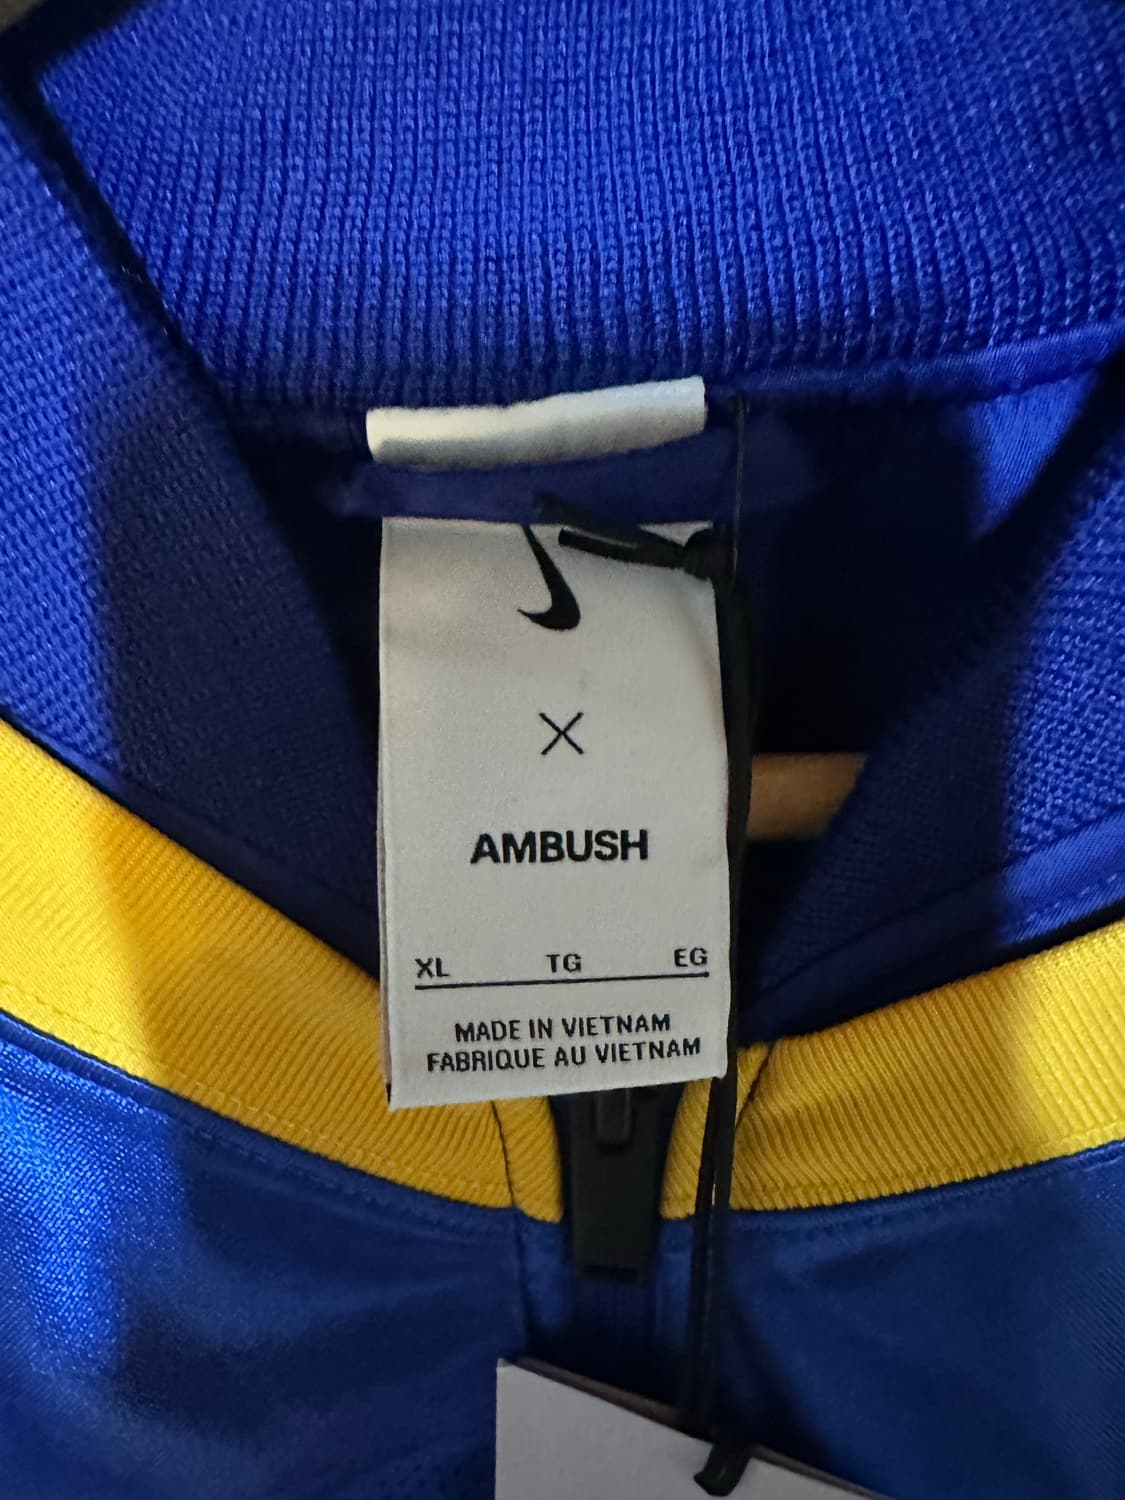 ×
AMBUSH
XL TG EG
MADE IN VIETNAM
FABRIQUE AU VIETNAM